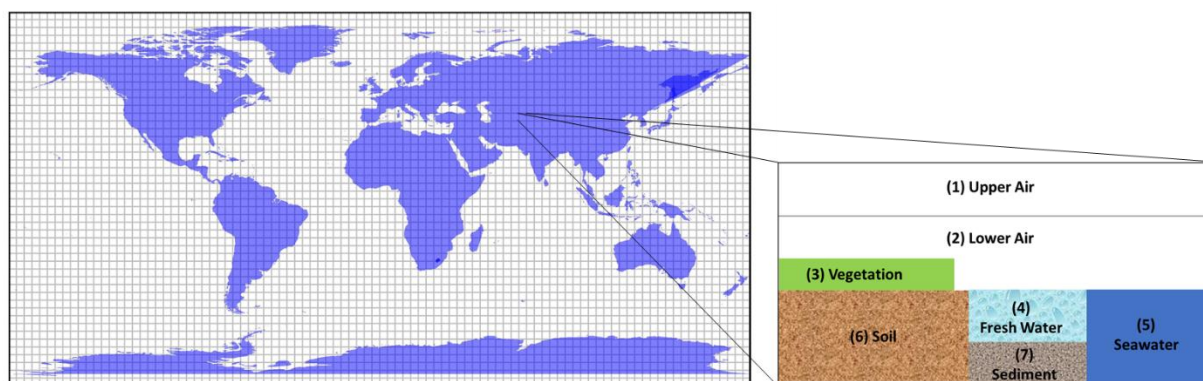 (1) Upper Air
(2) Lower Air
(3) Vegetation
(4)
Fresh Water
(5)
Seawater
(6) Soil
(7)
Sediment